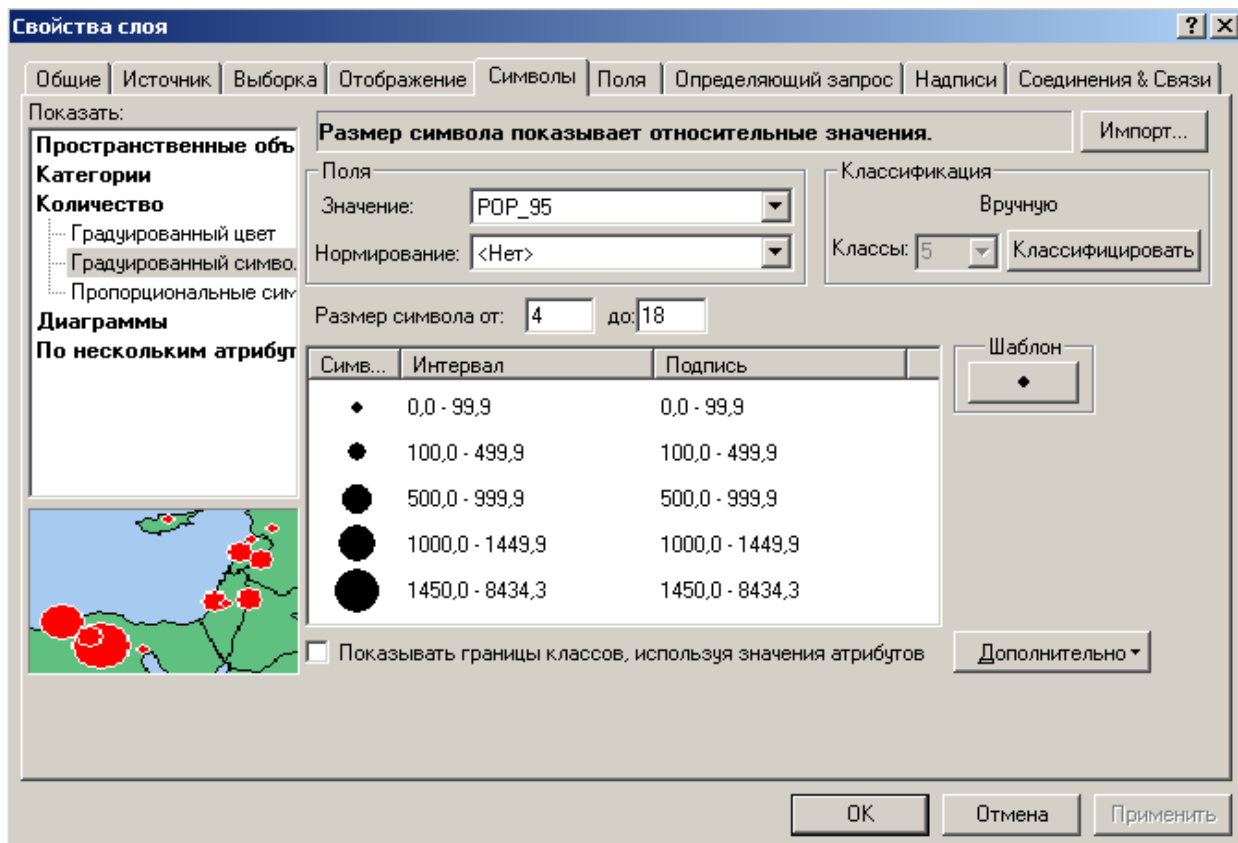 Свойства слоя
Общие Источник Выборка Отображение Символы Поля Определяющий запрос Надписи Соединения & Связи
Показать:
Пространственные объ
Категории
Количество
Градуированный цвет
Градуированный симво.
Пропорциональные сим
Диаграммы
По нескольким атрибут
Размер символа показывает относительные значения.
Импорт...
Поля
Значение: POP_95
Нормирование: <Нет>
Классификация
Вручную
Классы: 5 Классифицировать
Размер символа от: 4 до: 18
Симв... Интервал Подпись
0,0 - 99,9 0,0 - 99,9
100,0 - 499,9 100,0 - 499,9
500,0 - 999,9 500,0 - 999,9
1000,0 - 1449,9 1000,0 - 1449,9
1450,0 - 8434,3 1450,0 - 8434,3
Шаблон
Показывать границы классов, используя значения атрибутов
Дополнительно
OK Отмена Применить